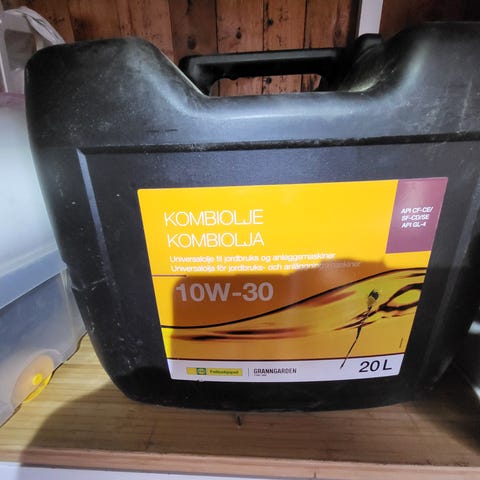 KOMBIOLJE
KOMBIOLJA
Universalolje til jordbruks og anleggsmaskiner
Universalolja för jordbruks- och anläggningsmaskiner
10W-30
API CF-CE/
SF-CD/SE
API GL-4
Felleskjøpet
GRANNGÅRDEN
20 L